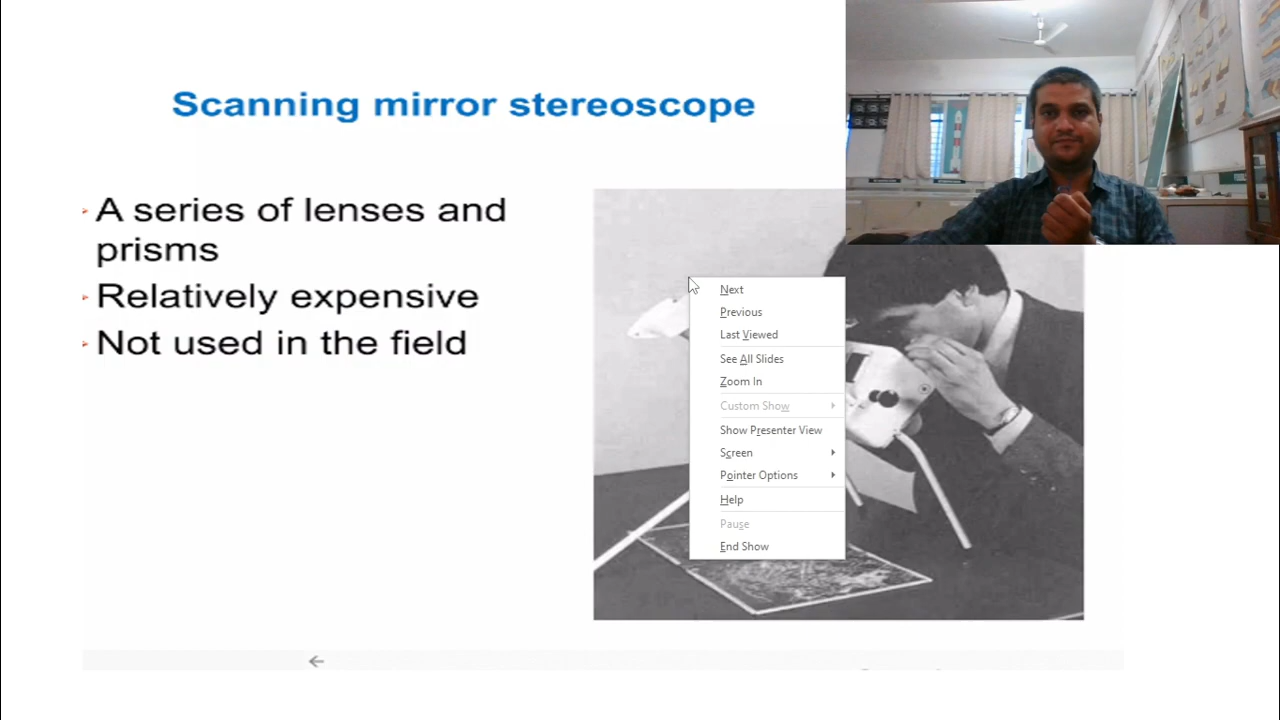 Scanning mirror stereoscope
A series of lenses and
prisms
Relatively expensive
Not used in the field
Next
Previous
Last Viewed
See All Slides
Zoom In
Custom Show
Show Presenter View
Screen
Pointer Options
Help
Pause
End Show